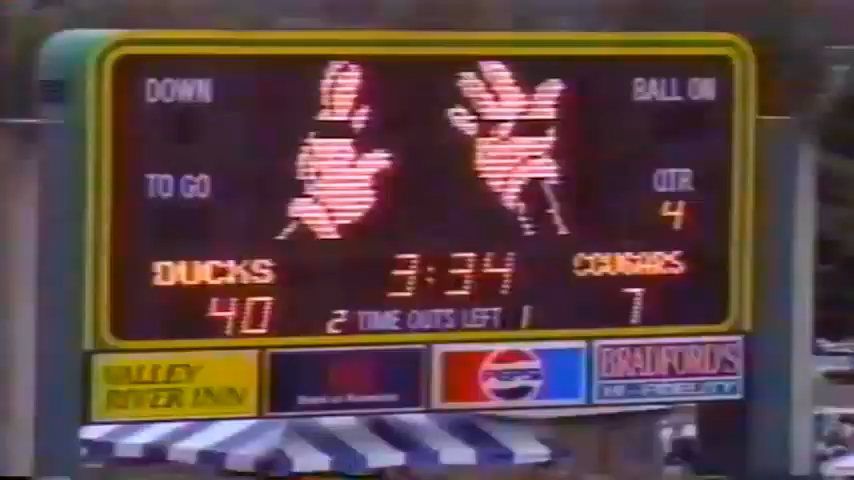 DOWN
BALL ON
TO GO
QTR
4
DUCKS 3:34 COUGARS
40 2 TIME OUTS LEFT 1 7
VALLEY
RIVER INN
PEPSI
BRADFORD'S
HI-FIDELITY